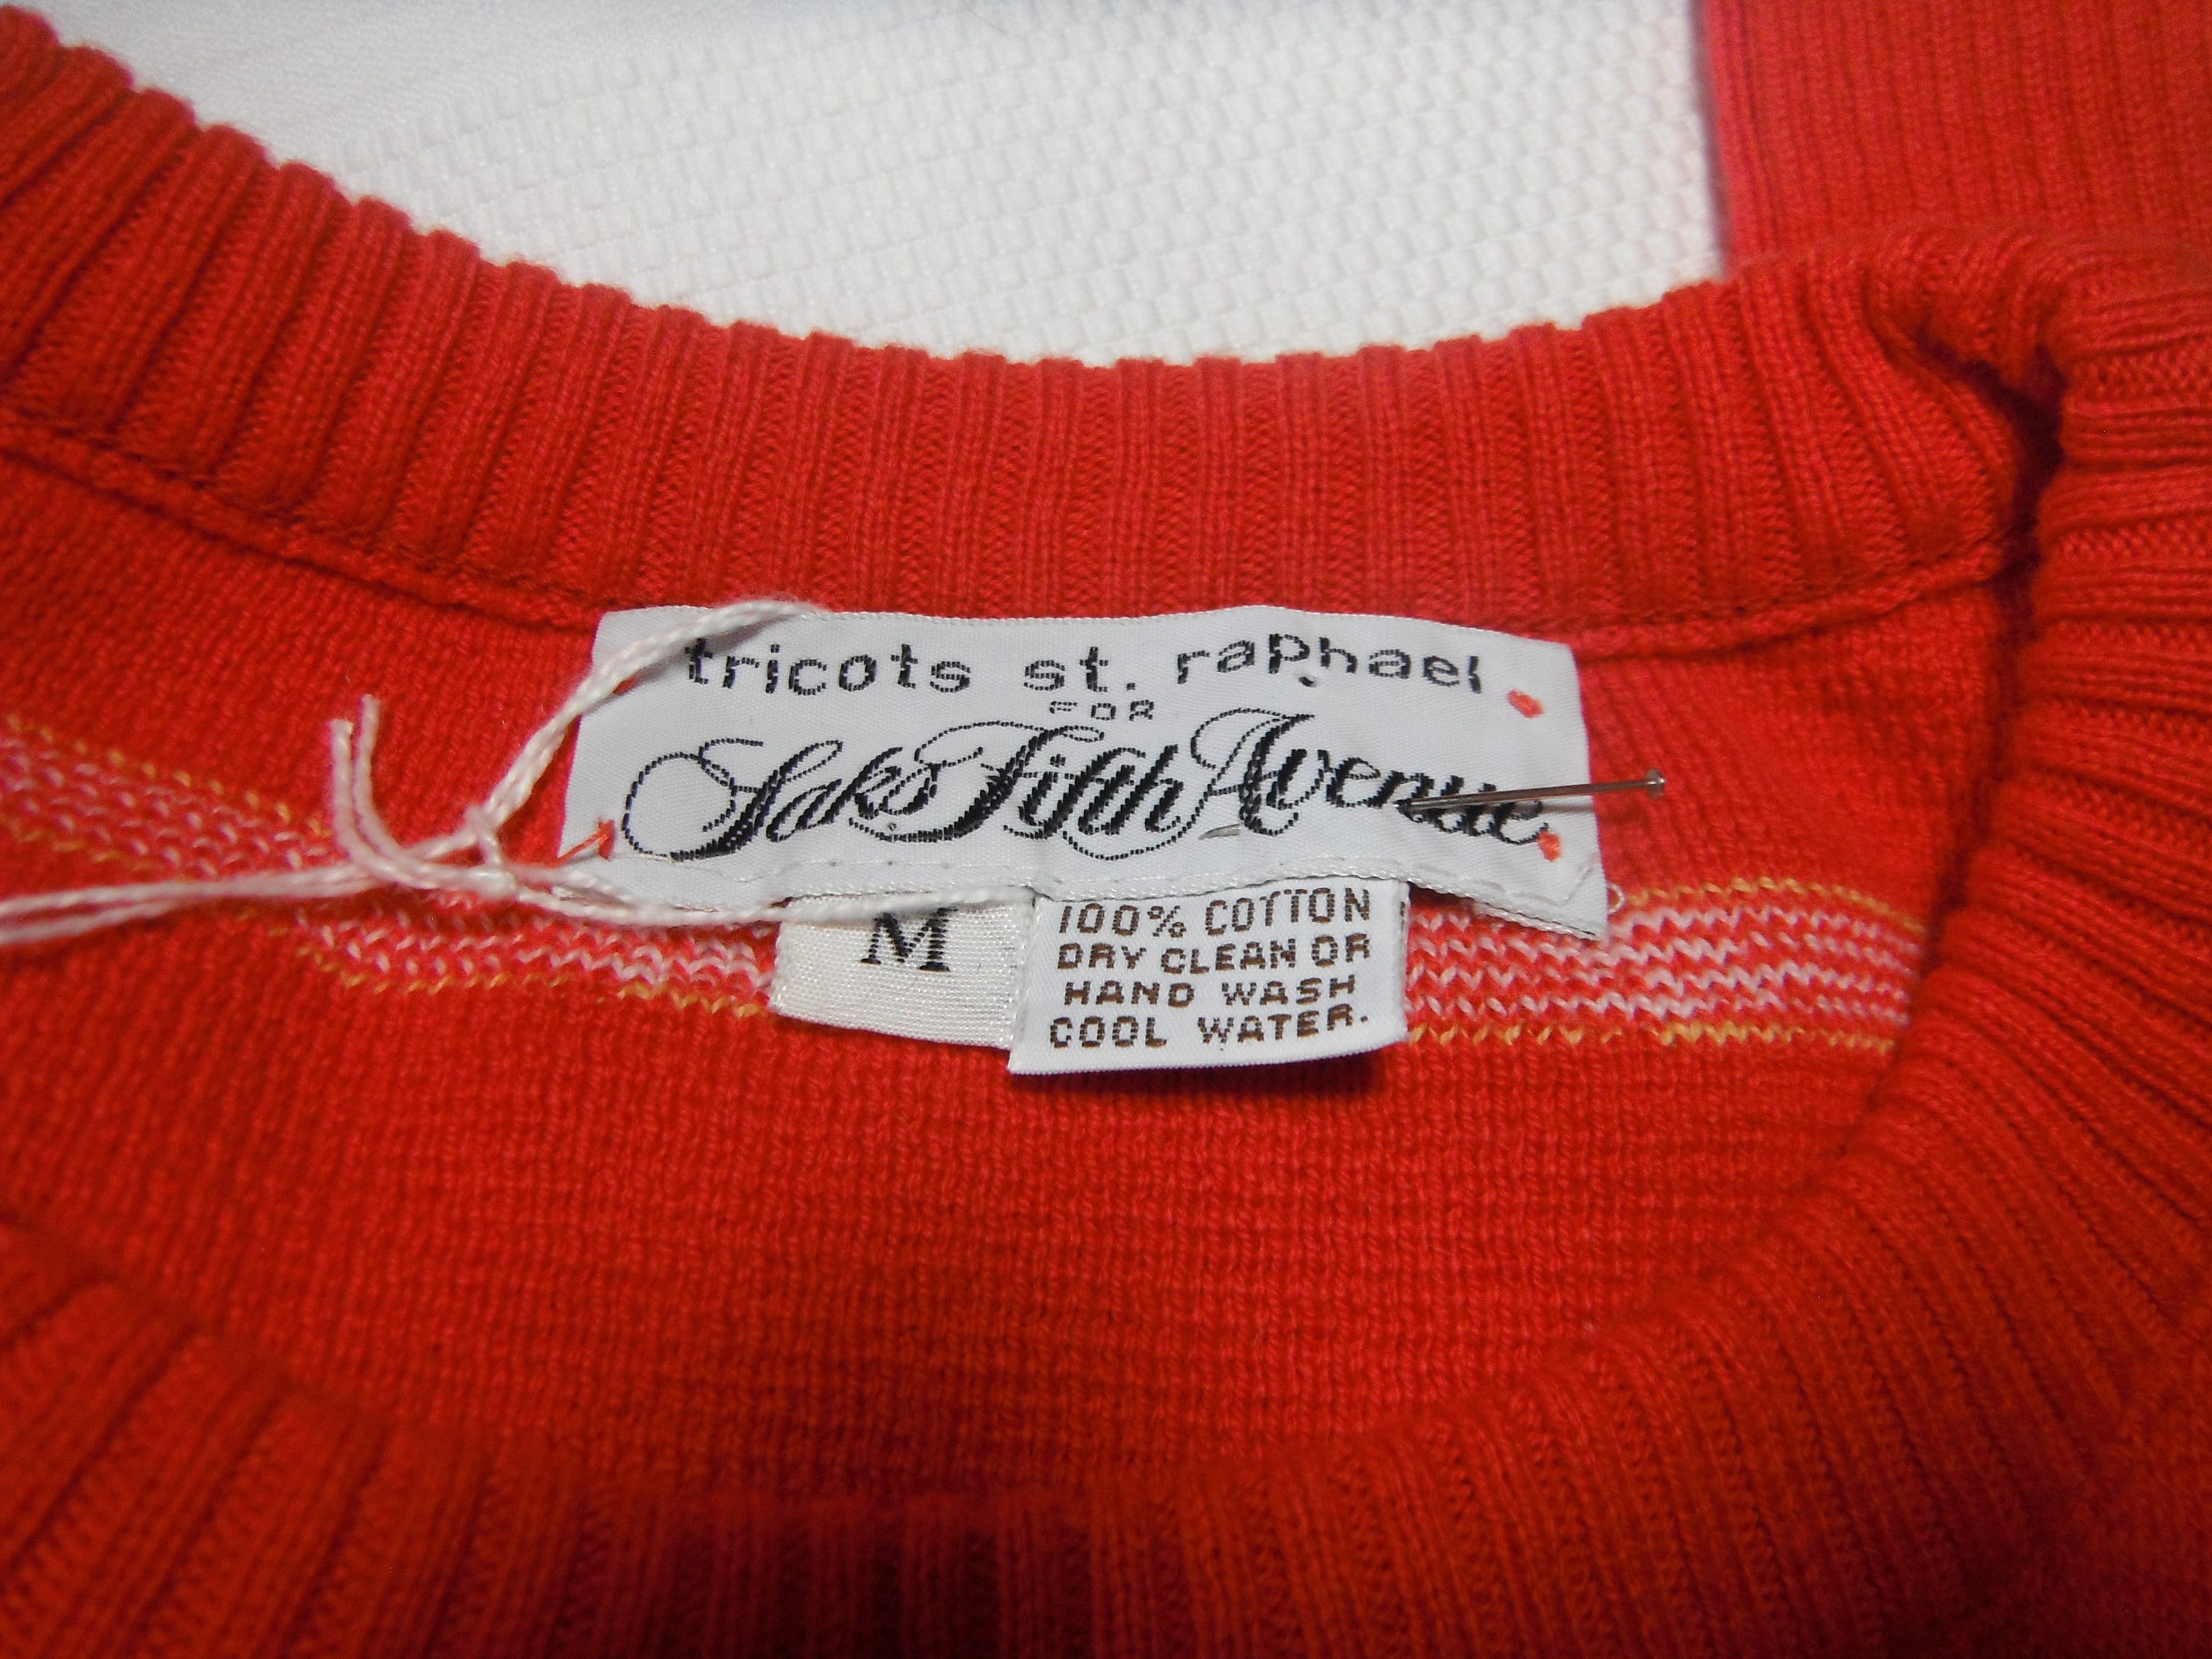 tricots st. raphael
FOR
Saks Fifth Avenue
M
100% COTTON
DRY CLEAN OR
HAND WASH
COOL WATER.